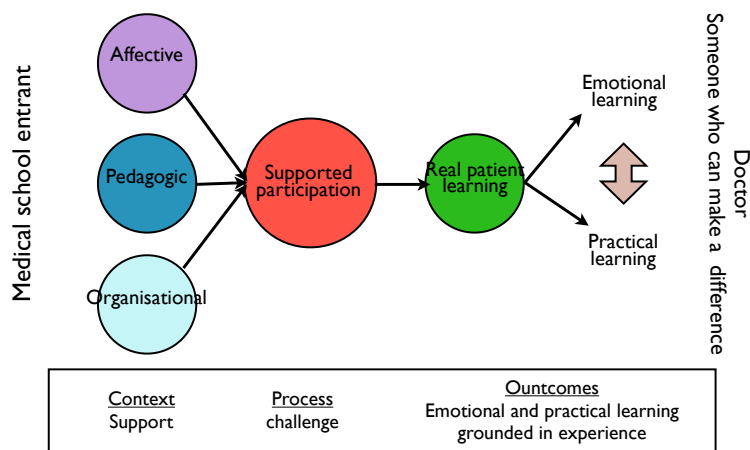 Medical school entrant
Affective
Pedagogic
Organisational
Supported
participation
Real patient
learning
Emotional
learning
Practical
learning
Doctor
Someone who can make a difference
Context
Support
Process
challenge
Ountcomes
Emotional and practical learning
grounded in experience